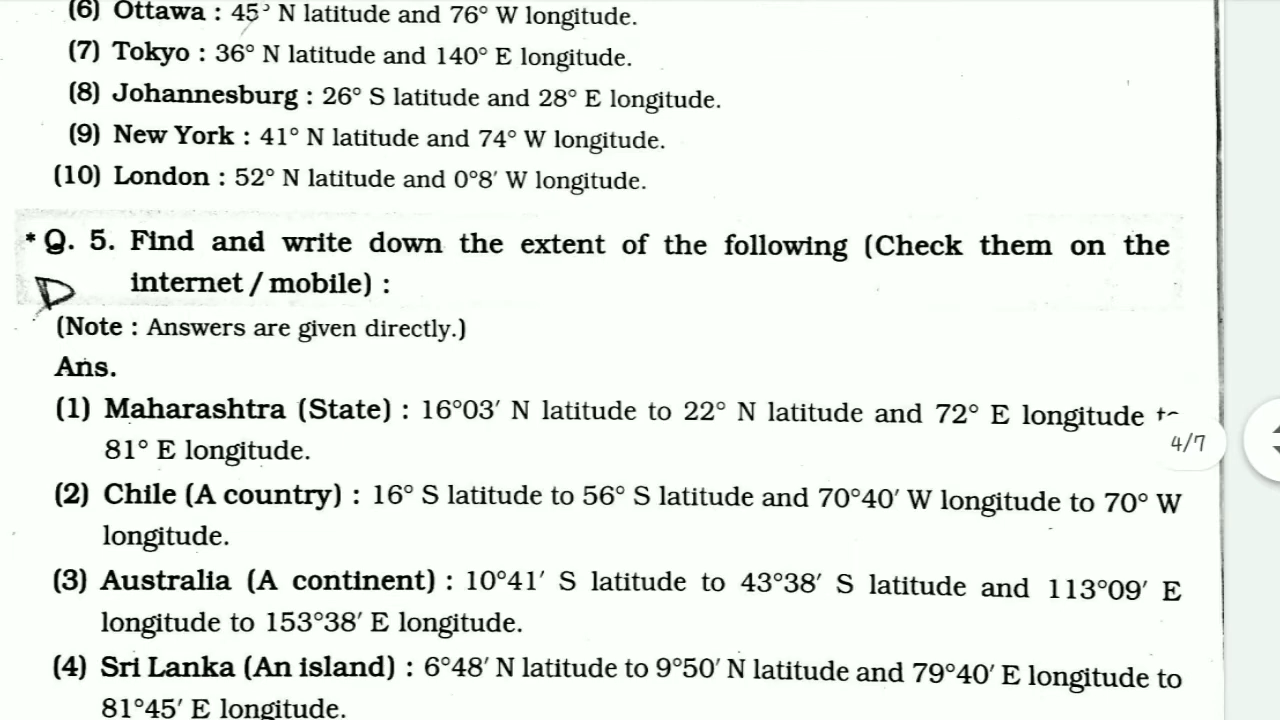 (6) Ottawa : 45° N latitude and 76° W longitude.
(7) Tokyo : 36° N latitude and 140° E longitude.
(8) Johannesburg : 26° S latitude and 28° E longitude.
(9) New York : 41° N latitude and 74° W longitude.
(10) London : 52° N latitude and 0°8′ W longitude.
*Q. 5. Find and write down the extent of the following (Check them on the
internet / mobile) :
(Note : Answers are given directly.)
Ans.
(1) Maharashtra (State) : 16°03′ N latitude to 22° N latitude and 72° E longitude to
81° E longitude.
4/7
(2) Chile (A country) : 16° S latitude to 56° S latitude and 70°40′ W longitude to 70° W
longitude.
(3) Australia (A continent) : 10°41′ S latitude to 43°38′ S latitude and 113°09′ E
longitude to 153°38′ E longitude.
(4) Sri Lanka (An island) : 6°48′ N latitude to 9°50′ N latitude and 79°40′ E longitude to
81°45′ E longitude.